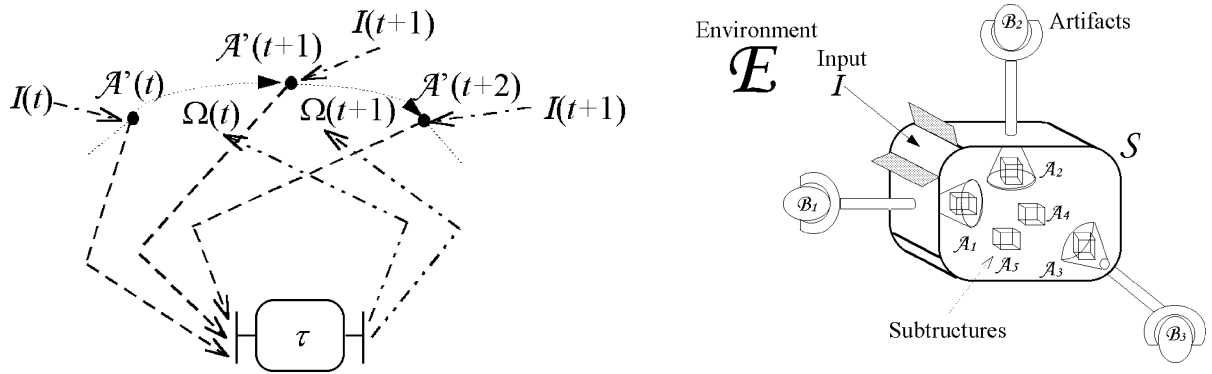 I(t)
A'(t)
A'(t+1)
I(t+1)
A'(t+2)
I(t+1)
Ω(t)
Ω(t+1)
τ
Environment
E
Input
I
B2
Artifacts
S
B1
A2
A4
A1
A5
A3
Subtructures
B3